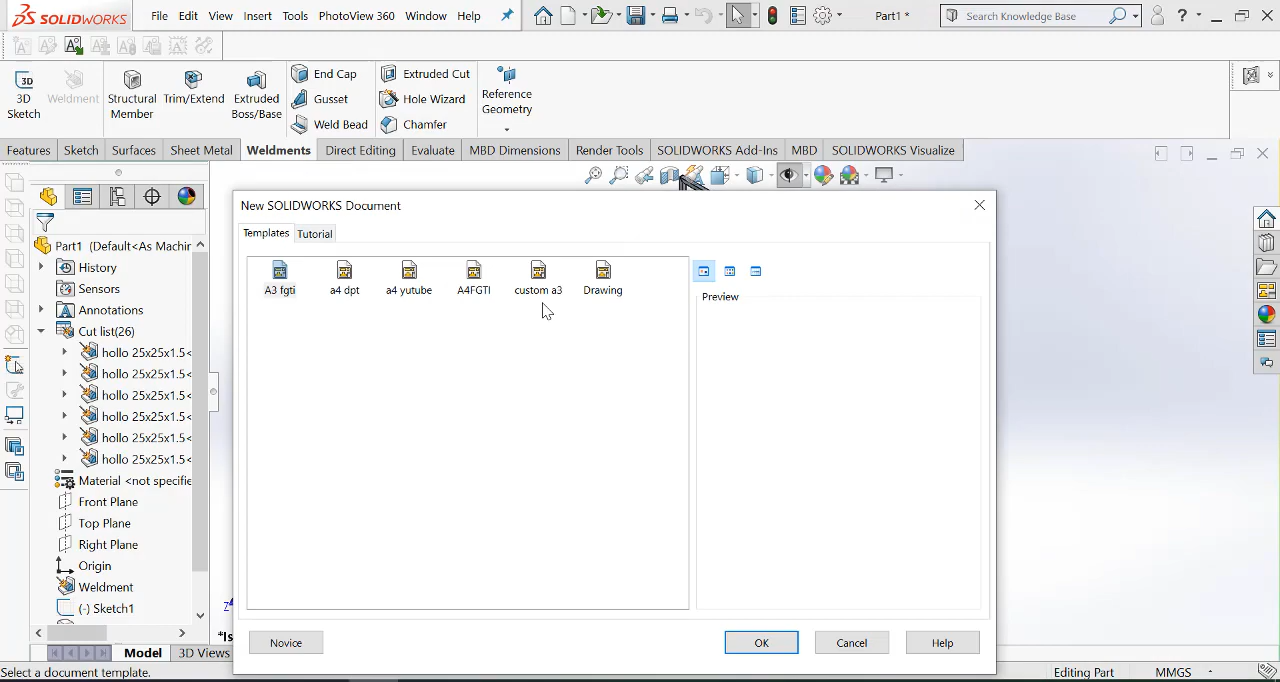 SOLIDWORKS File Edit View Insert Tools PhotoView 360 Window Help Part1 * Search Knowledge Base ?
3D Sketch
Weldment
Structural Member
Trim/Extend
Extruded Boss/Base
End Cap
Gusset
Weld Bead
Extruded Cut
Hole Wizard
Chamfer
Reference Geometry
Features Sketch Surfaces Sheet Metal Weldments Direct Editing Evaluate MBD Dimensions Render Tools SOLIDWORKS Add-Ins MBD SOLIDWORKS Visualize
Part1 (Default<As Machin
History
Sensors
Annotations
Cut list(26)
hollo 25x25x1.5<
hollo 25x25x1.5<
hollo 25x25x1.5<
hollo 25x25x1.5<
hollo 25x25x1.5<
hollo 25x25x1.5<
Material <not specifie
Front Plane
Top Plane
Right Plane
Origin
Weldment
(-) Sketch1
New SOLIDWORKS Document
Templates Tutorial
A3 fgti a4 dpt a4 yutube A4FGTI custom a3 Drawing
Preview
Novice OK Cancel Help
*Is
Model 3D Views
Select a document template. Editing Part MMGS